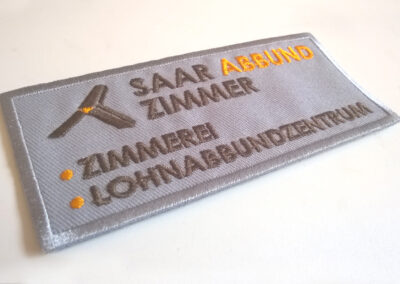 SAAR ABBUND
ZIMMER
• ZIMMEREI
• LOHNABBUNDZENTRUM